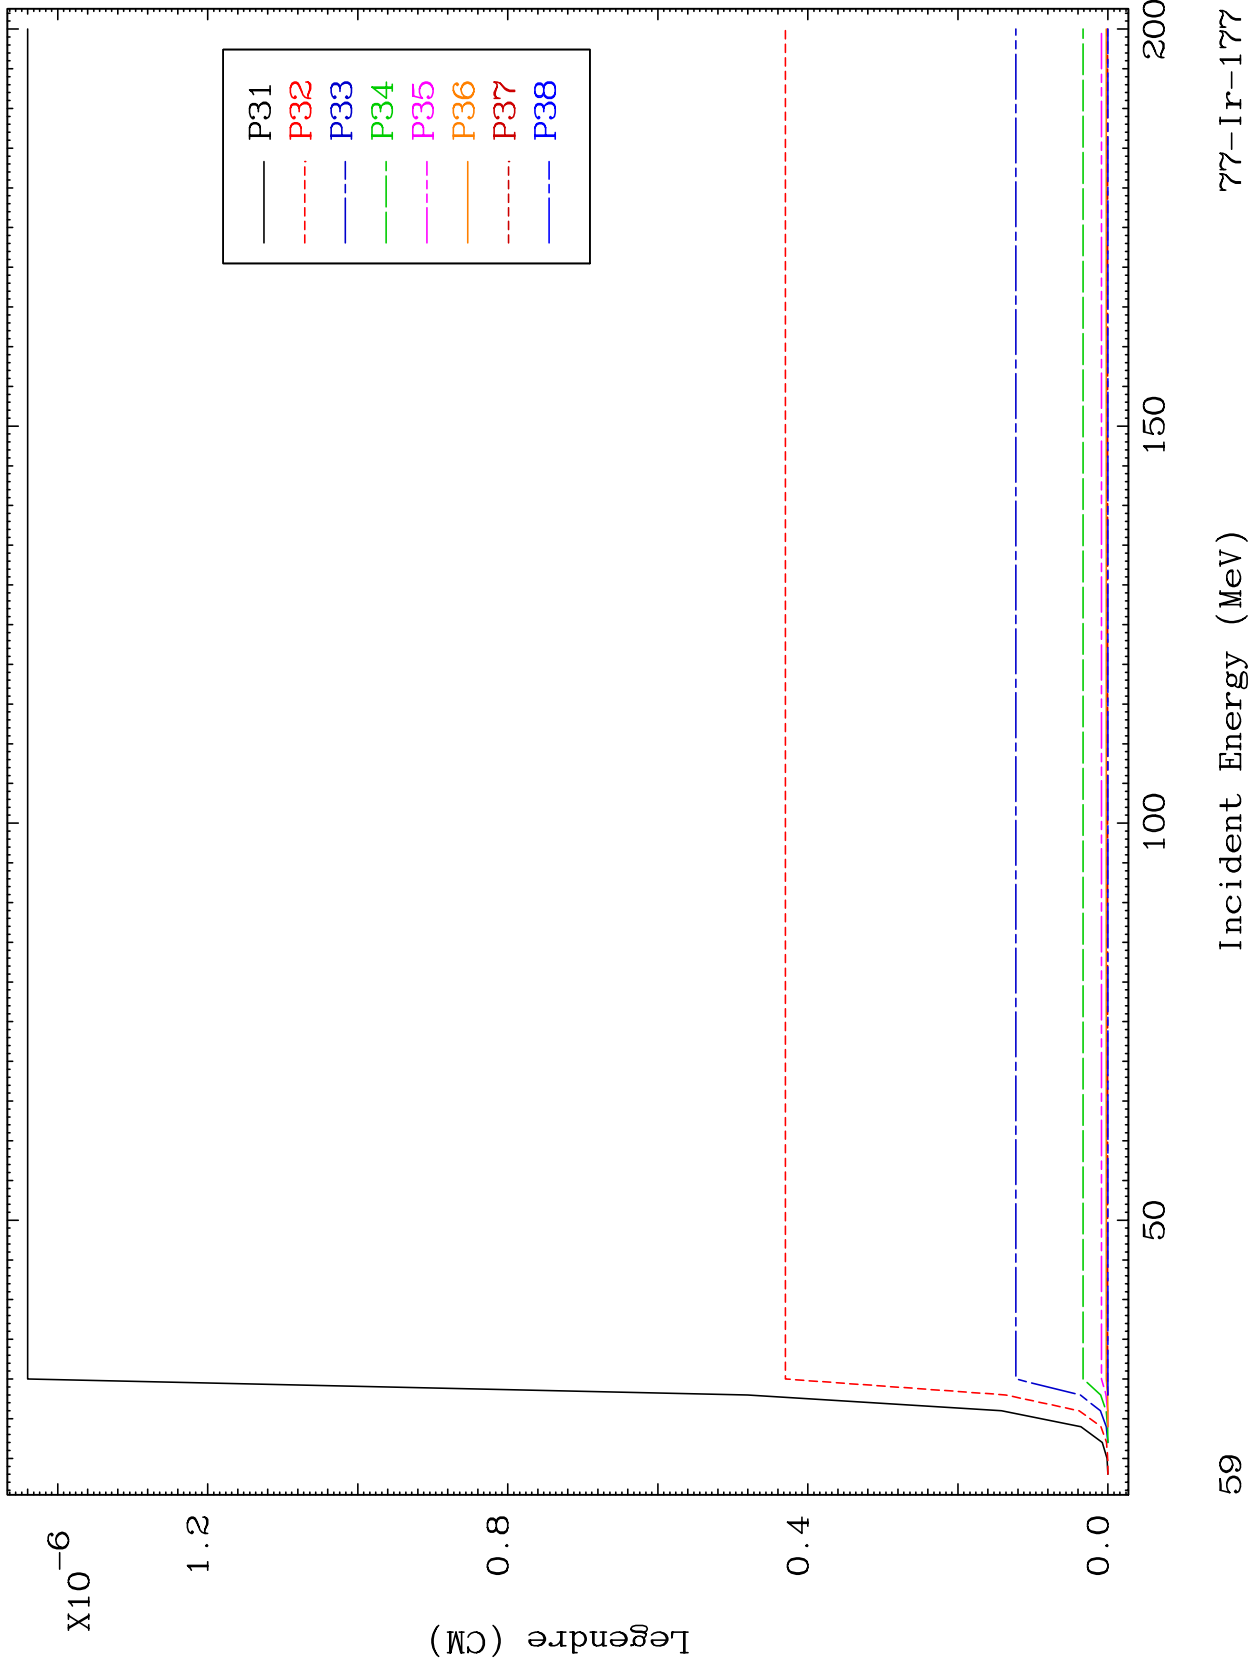 X10-6
1.2
0.8
0.4
0.0
Legendre (CM)
P31
P32
P33
P34
P35
P36
P37
P38
50
100
150
200
59
Incident Energy (MeV)
77-Ir-177